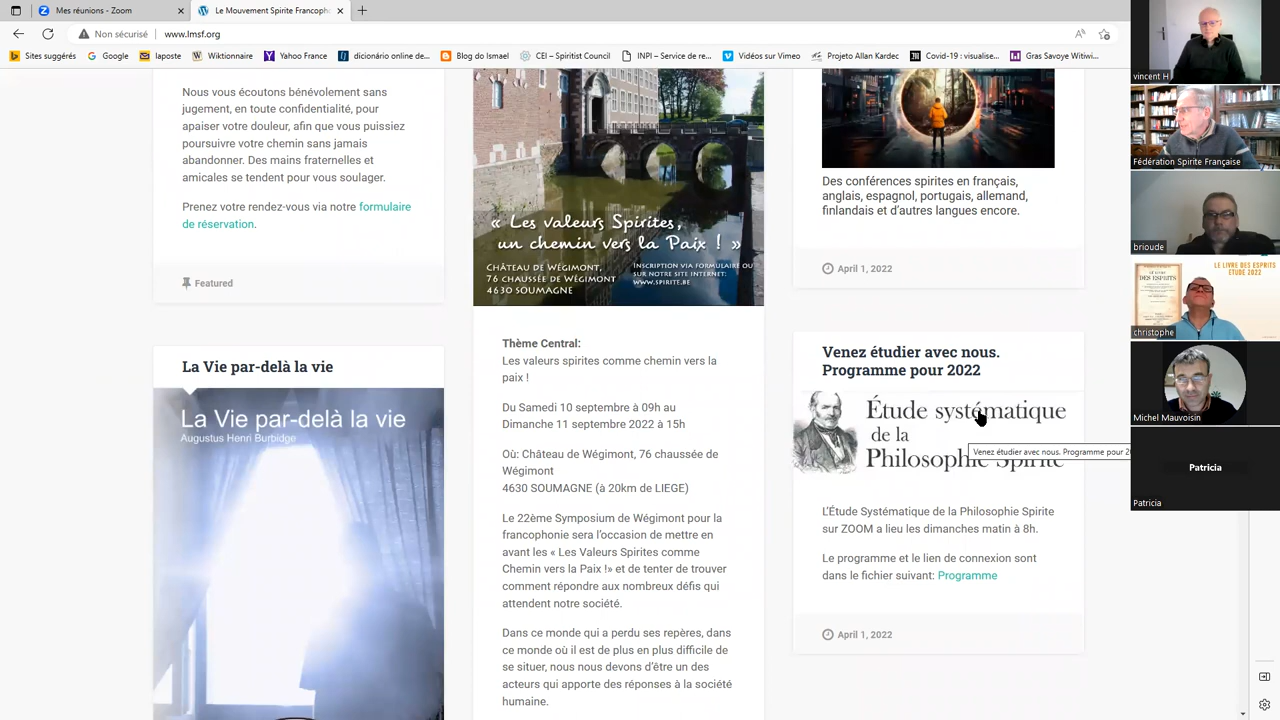 Mes réunions - Zoom
Le Mouvement Spirite Francoph
Non sécurisé
www.lmsf.org
Sites suggérés
Google
laposte
Wiktionnaire
Yahoo France
dicionário online de...
Blog do Ismael
CEI – Spiritist Council
INPI – Service de re...
Vidéos sur Vimeo
Projeto Allan Kardec
Covid-19 : visualise...
Gras Savoye Witiwi...
Nous vous écoutons bénévolement sans
jugement, en toute confidentialité, pour
apaiser votre douleur, afin que vous puissiez
poursuivre votre chemin sans jamais
abandonner. Des mains fraternelles et
amicales se tendent pour vous soulager.
Prenez votre rendez-vous via notre formulaire
de réservation.
Featured
La Vie par-delà la vie
La Vie par-delà la vie
Augustus Henri Burbidge
« Les valeurs Spirites,
un chemin vers la Paix ! »
CHÂTEAU DE WÉGIMONT,
76 CHAUSSÉE DE WÉGIMONT
4630 SOUMAGNE
INSCRIPTION VIA FORMULAIRE OU
SUR NOTRE SITE INTERNET:
WWW.SPIRITE.BE
Thème Central:
Les valeurs spirites comme chemin vers la
paix !
Du Samedi 10 septembre à 09h au
Dimanche 11 septembre 2022 à 15h
Où: Château de Wégimont, 76 chaussée de
Wégimont
4630 SOUMAGNE (à 20km de LIEGE)
Le 22ème Symposium de Wégimont pour la
francophonie sera l'occasion de mettre en
avant les « Les Valeurs Spirites comme
Chemin vers la Paix !» et de tenter de trouver
comment répondre aux nombreux défis qui
attendent notre société.
Dans ce monde qui a perdu ses repères, dans
ce monde où il est de plus en plus difficile de
se situer, nous nous devons d'être un des
acteurs qui apporte des réponses à la société
humaine.
Des conférences spirites en français,
anglais, espagnol, portugais, allemand,
finlandais et d'autres langues encore.
April 1, 2022
Venez étudier avec nous.
Programme pour 2022
Étude systématique
de la
Philosophie Spirite
Venez étudier avec nous. Programme pour 20
L'Étude Systématique de la Philosophie Spirite
sur ZOOM a lieu les dimanches matin à 8h.
Le programme et le lien de connexion sont
dans le fichier suivant: Programme
April 1, 2022
vincent H
Fédération Spirite Française
brioude
LE LIVRE DES ESPRITS
ETUDE 2022
DES ESPRITS
christophe
Michel Mauvoisin
Patricia
Patricia